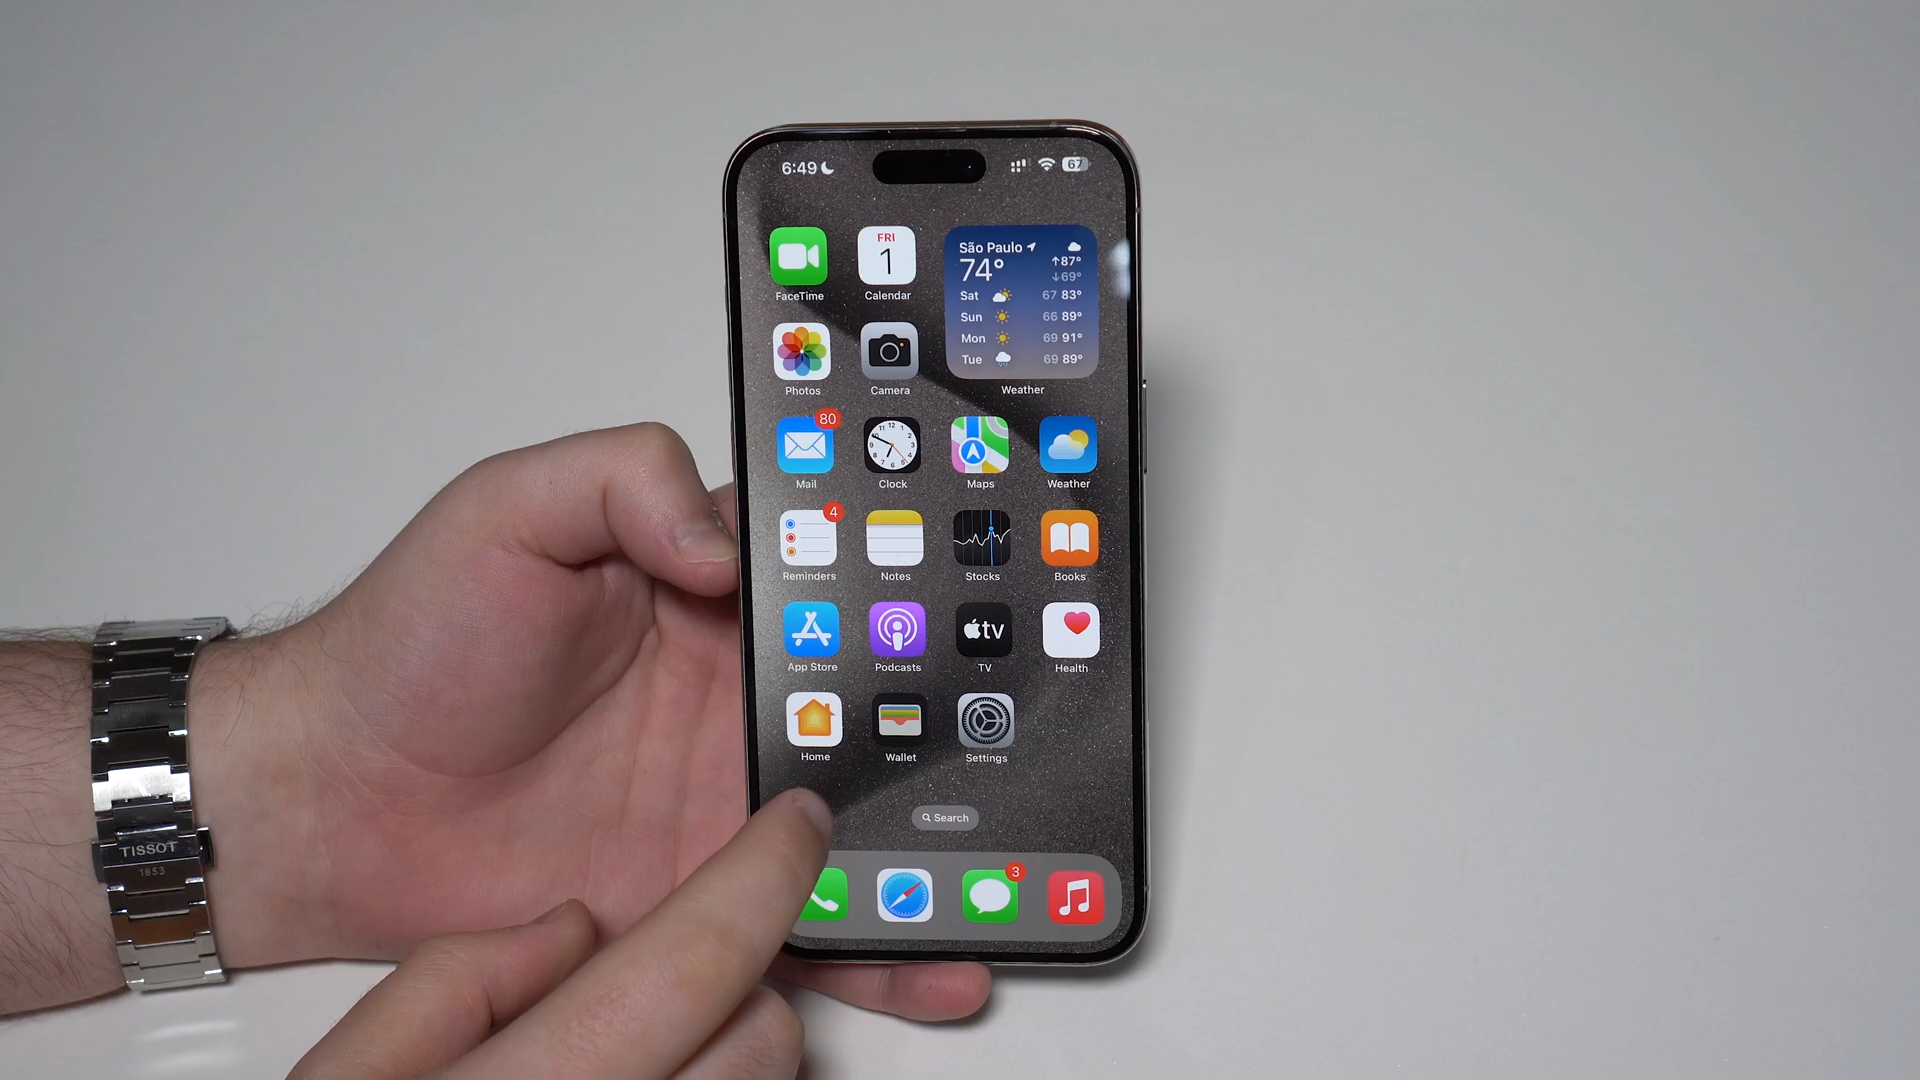 6:49
67
FRI
1
São Paulo
74°
↑87°
↓69°
Sat 67 83°
Sun 66 89°
Mon 69 91°
Tue 69 89°
FaceTime
Calendar
Photos
Camera
Weather
80
12
Mail
Clock
Maps
Weather
4
Reminders
Notes
Stocks
Books
tv
App Store
Podcasts
TV
Health
Home
Wallet
Settings
Search
3
TISSOT
1853